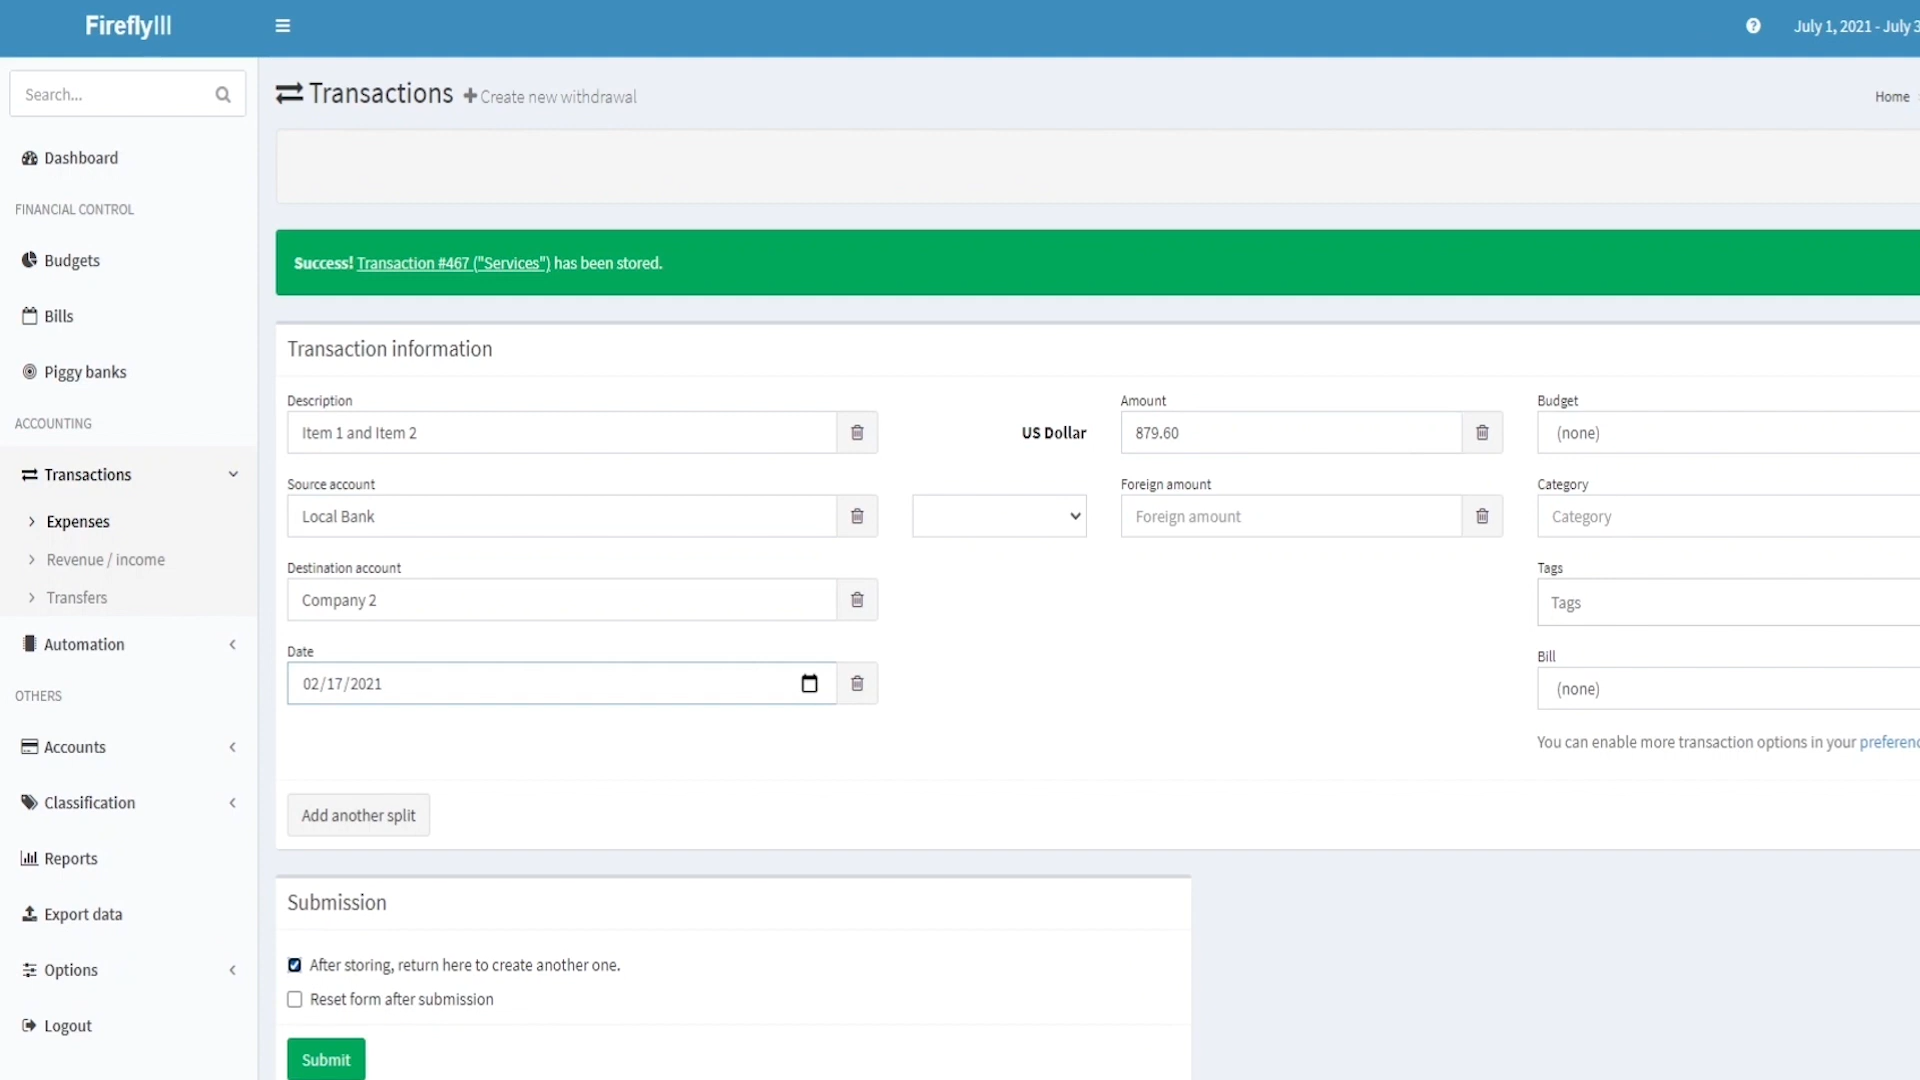 FireflyIII
July 1, 2021 - July 3
Search...
Transactions Create new withdrawal
Home
Dashboard
FINANCIAL CONTROL
Budgets
Bills
Piggy banks
ACCOUNTING
Transactions
Expenses
Revenue / income
Transfers
Automation
OTHERS
Accounts
Classification
Reports
Export data
Options
Logout
Success! Transaction #467 ("Services") has been stored.
Transaction information
Description
Item 1 and Item 2
Source account
Local Bank
Destination account
Company 2
Date
02/17/2021
US Dollar
Amount
879.60
Foreign amount
Foreign amount
Budget
(none)
Category
Category
Tags
Tags
Bill
(none)
You can enable more transaction options in your preferenc
Add another split
Submission
After storing, return here to create another one.
Reset form after submission
Submit